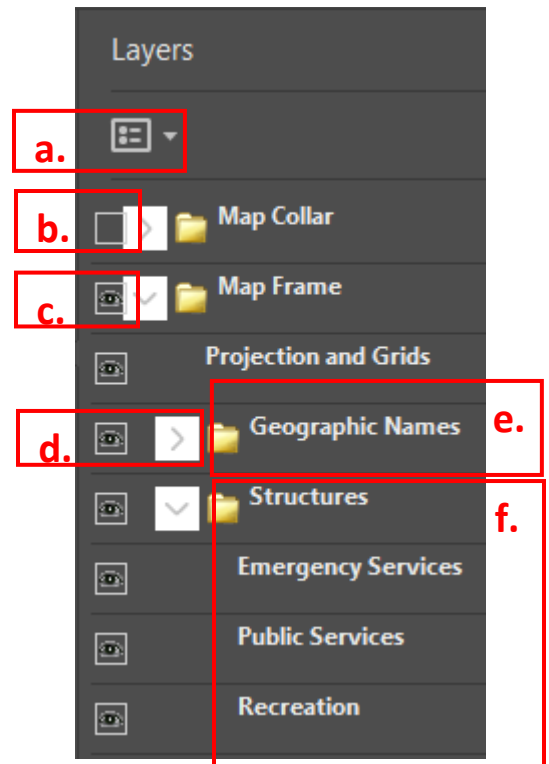 Layers
a.
b. Map Collar
c. Map Frame
Projection and Grids
d. Geographic Names e.
Structures f.
Emergency Services
Public Services
Recreation